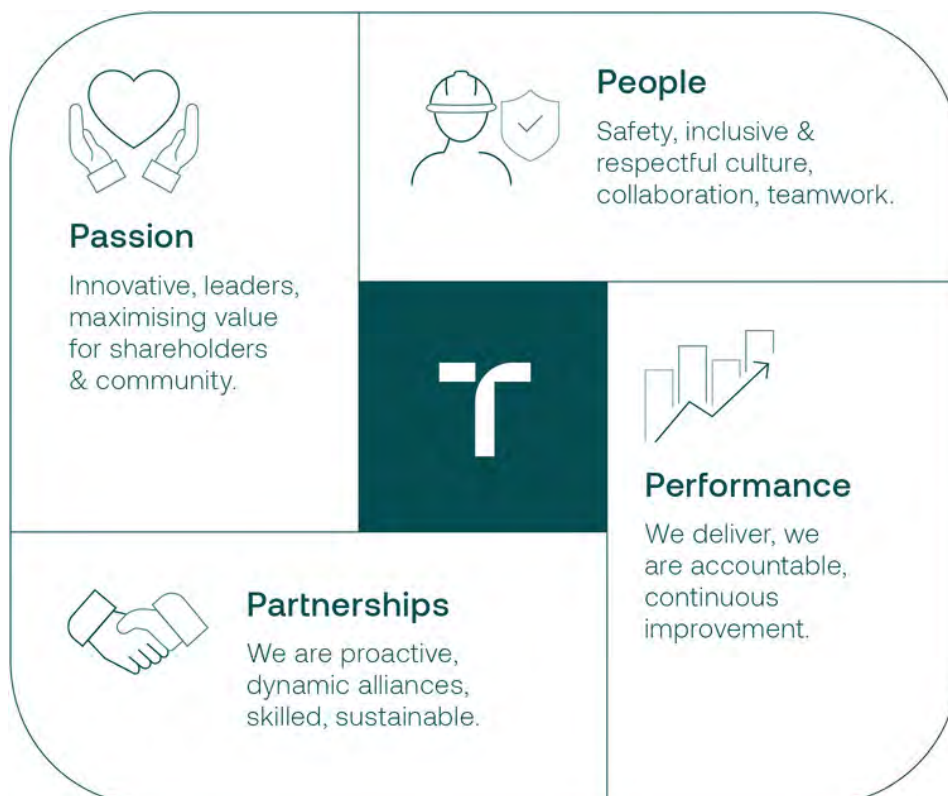 Passion
Innovative, leaders,
maximising value
for shareholders
& community.
People
Safety, inclusive &
respectful culture,
collaboration, teamwork.
T
Performance
We deliver, we
are accountable,
continuous
improvement.
Partnerships
We are proactive,
dynamic alliances,
skilled, sustainable.